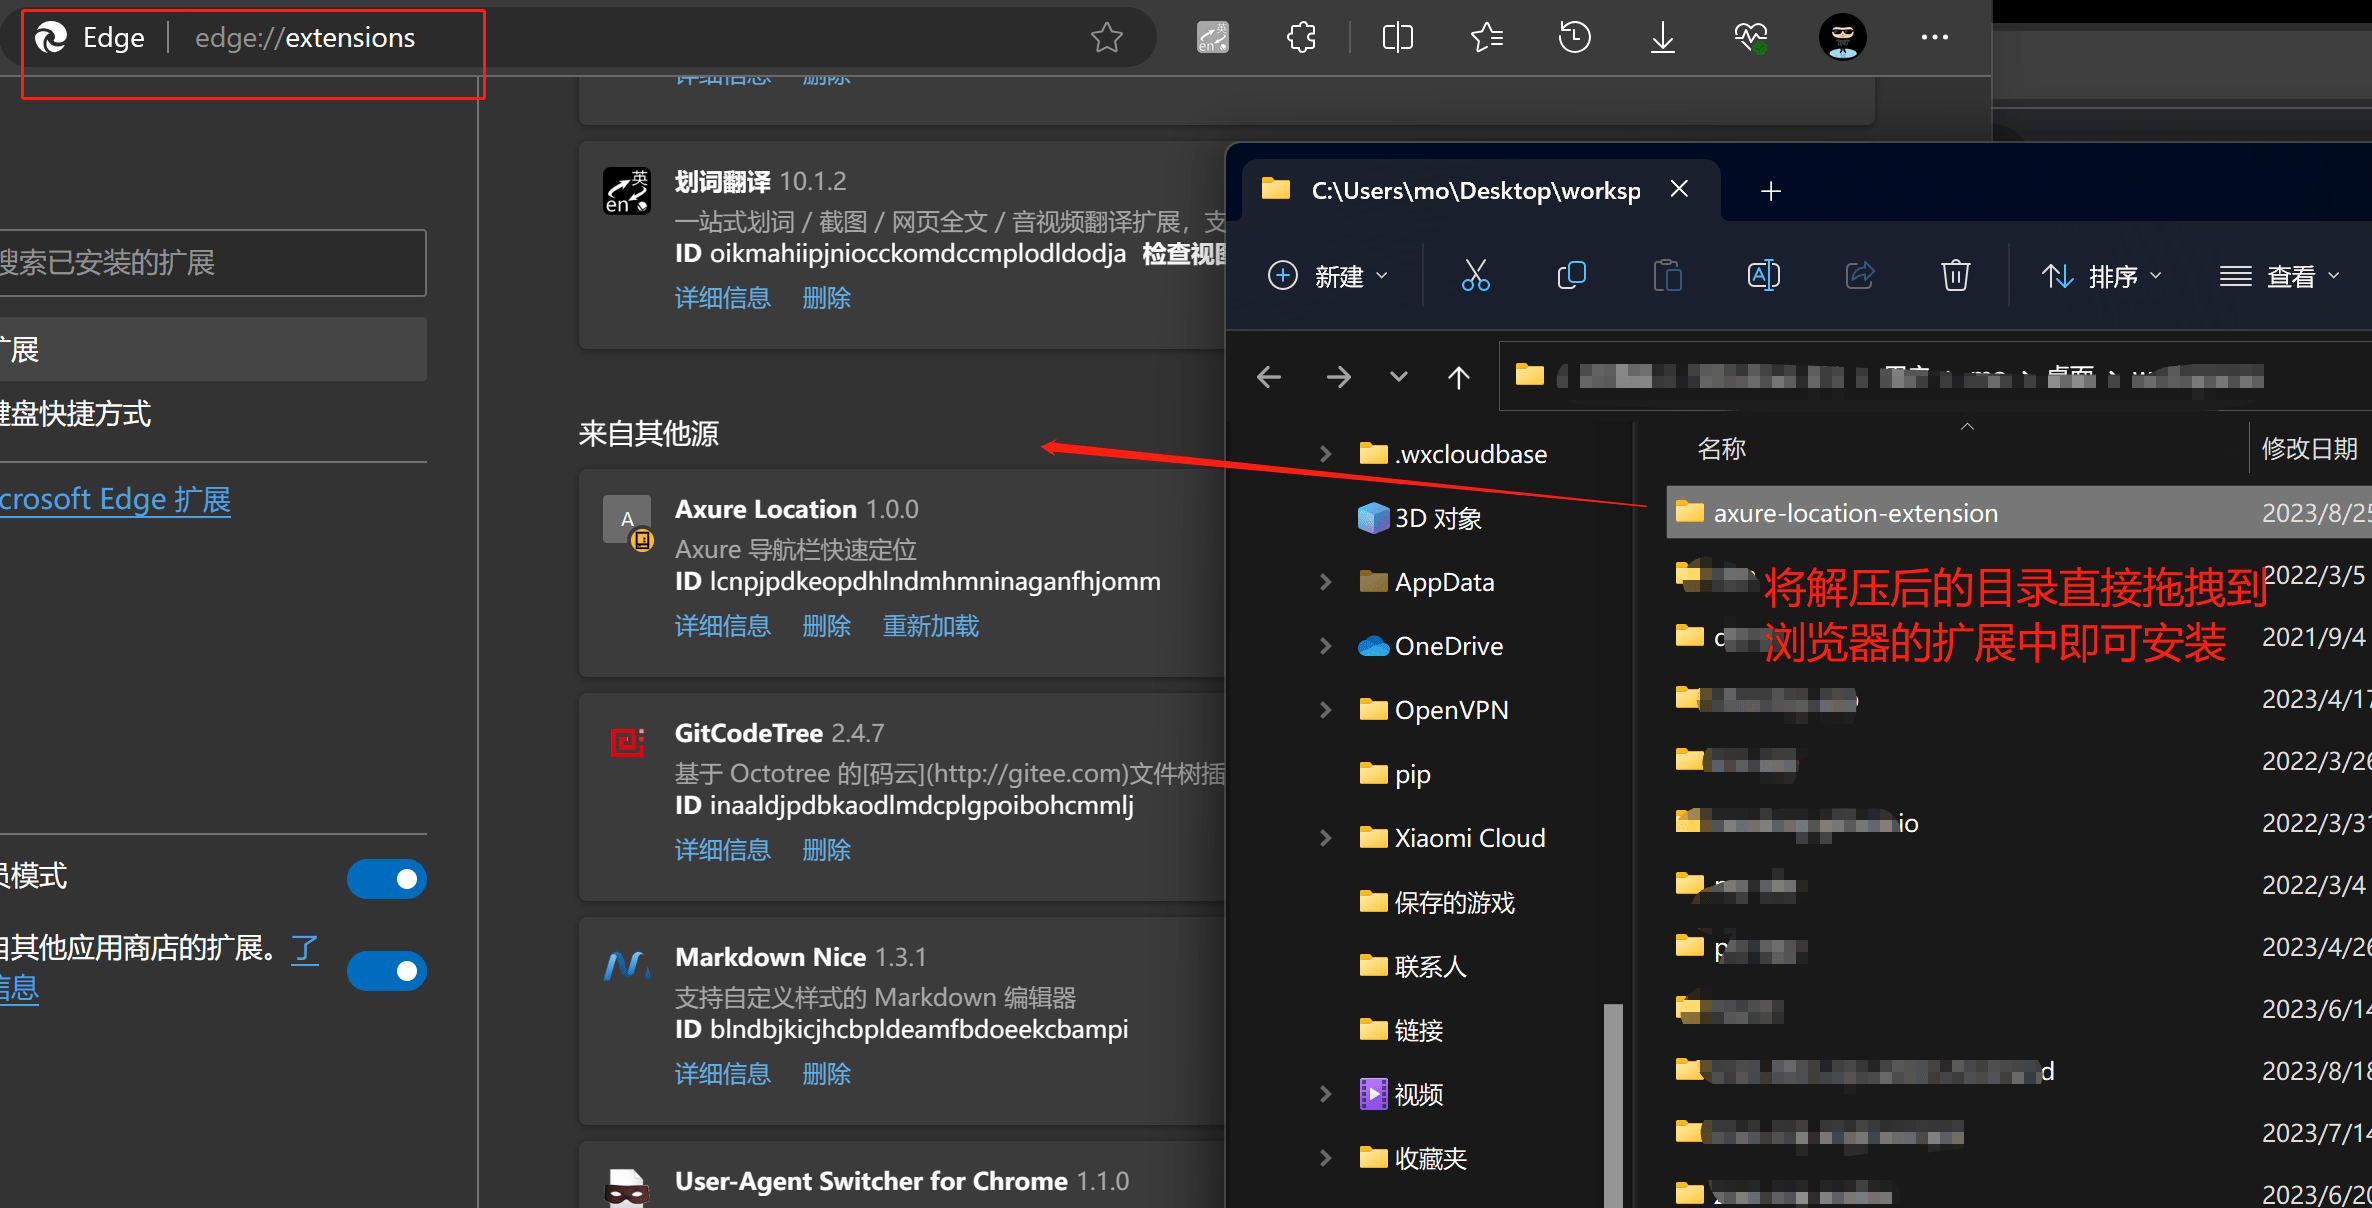 Edge
edge://extensions
详细信息 删除
搜索已安装的扩展
扩展
键盘快捷方式
crosoft Edge 扩展
员模式
自其他应用商店的扩展。了
信息
划词翻译 10.1.2
一站式划词 / 截图 / 网页全文 / 音视频翻译扩展，支
ID oikmahiipjniocckomdccmplodldodja 检查视图
详细信息 删除
来自其他源
A
Axure Location 1.0.0
Axure 导航栏快速定位
ID lcnpjpdkeopdhlndmhmninaganfhjomm
详细信息 删除 重新加载
GitCodeTree 2.4.7
基于 Octotree 的[码云](http://gitee.com)文件树插
ID inaaldjpdbkaodlmdcplgpoibohcmmlj
详细信息 删除
Markdown Nice 1.3.1
支持自定义样式的 Markdown 编辑器
ID blndbjkicjhcbpldeamfbdoeekcbampi
详细信息 删除
User-Agent Switcher for Chrome 1.1.0
C:\Users\mo\Desktop\worksp
新建
排序
查看
桌面
.wxcloudbase
3D 对象
AppData
OneDrive
OpenVPN
pip
Xiaomi Cloud
保存的游戏
联系人
链接
视频
收藏夹
名称 修改日期
axure-location-extension 2023/8/25
将解压后的目录直接拖拽到
浏览器的扩展中即可安装
2022/3/5
2021/9/4
2023/4/17
2022/3/26
io 2022/3/31
2022/3/4
2023/4/26
2023/6/14
d 2023/8/18
2023/7/14
2023/6/20